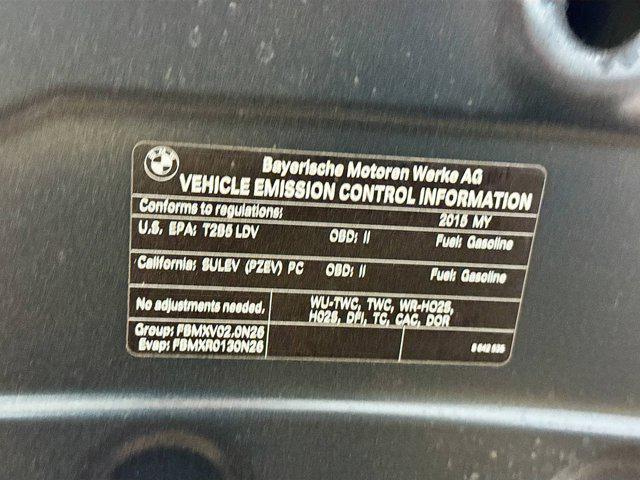 Bayerische Motoren Werke AG
VEHICLE EMISSION CONTROL INFORMATION
Conforms to regulations: 2015 MY
U.S. EPA: T2B5 LDV OBD: II Fuel: Gasoline
California: SULEV (PZEV) PC OBD: II Fuel: Gasoline
No adjustments needed.
WU-TWC, TWC, WR-HO2S,
HO2S, DFI, TC, CAC, DOR
Group: FBMXV02.0N26
Evap: FBMXR0130N26